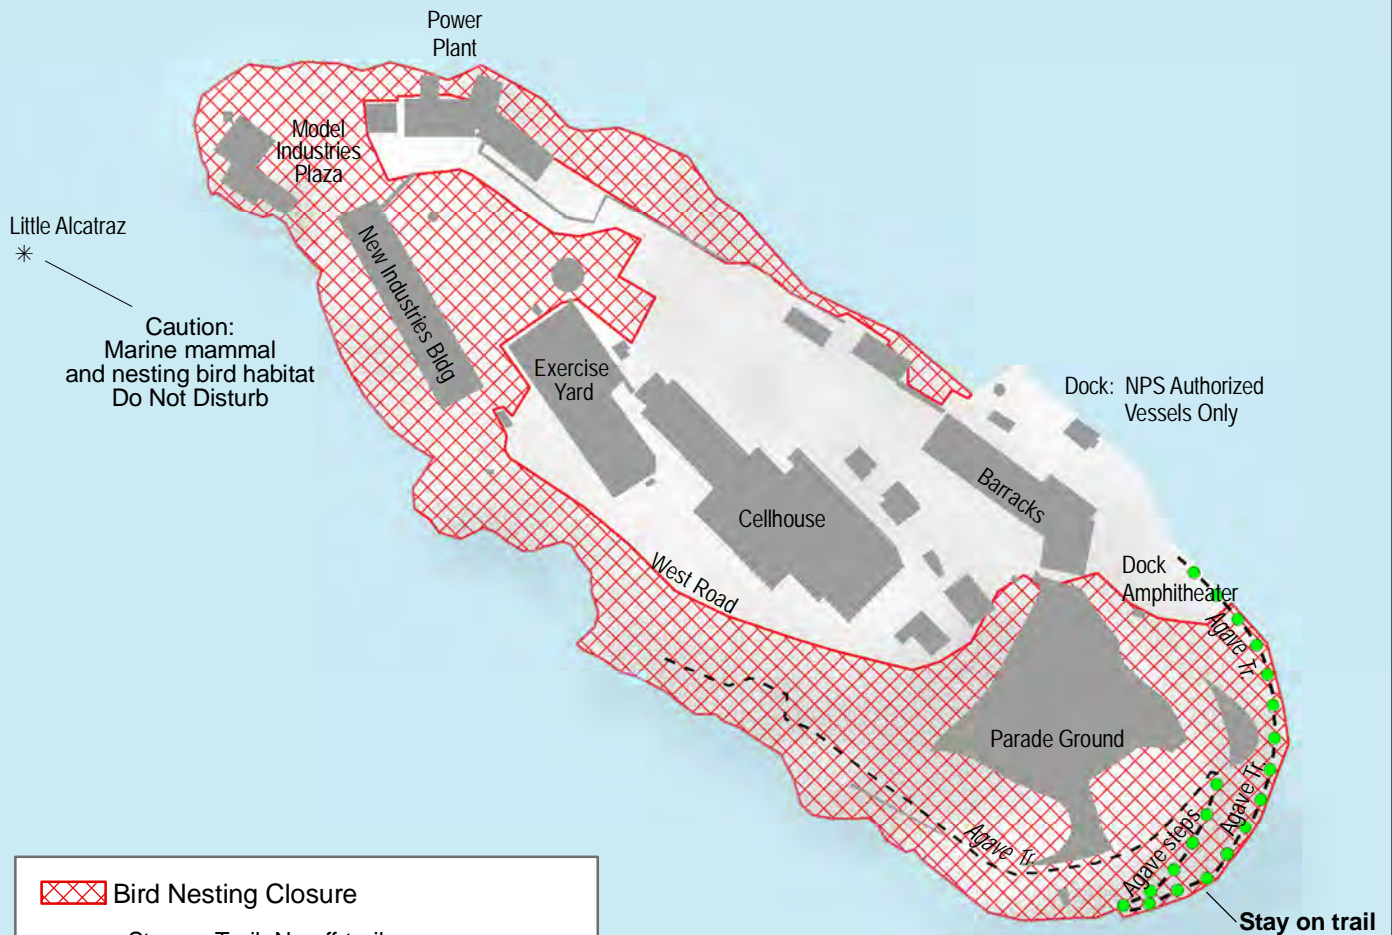 Power
Plant
Model
Industries
Plaza
Little Alcatraz
New Industries Bldg
Caution:
Marine mammal
and nesting bird habitat
Do Not Disturb
Exercise
Yard
Dock: NPS Authorized
Vessels Only
Barracks
Cellhouse
West Road
Dock
Amphitheater
Agave Tr.
Parade Ground
Agave Tr.
Agave steps
Agave Tr.
Bird Nesting Closure
Stay on trail